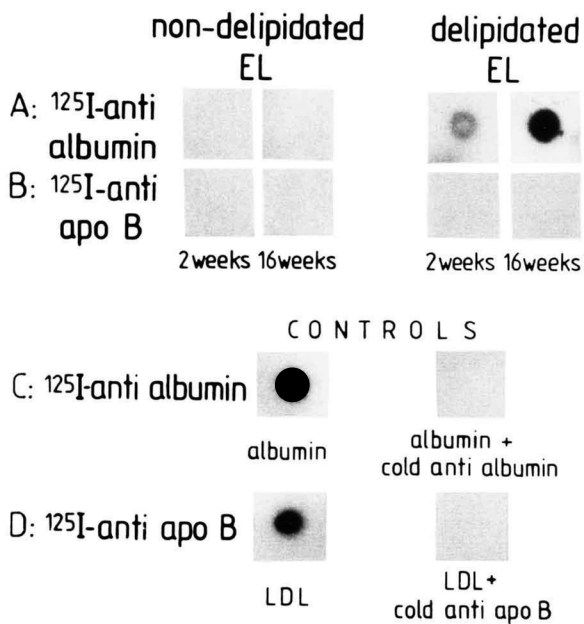 non-delipidated
EL
delipidated
EL
A: ¹²⁵I-anti
albumin
B: ¹²⁵I-anti
apo B
2weeks 16weeks
2weeks 16weeks
CONTROLS
C: ¹²⁵I-anti albumin
albumin
albumin +
cold anti albumin
D: ¹²⁵I-anti apo B
LDL
LDL+
cold anti apo B